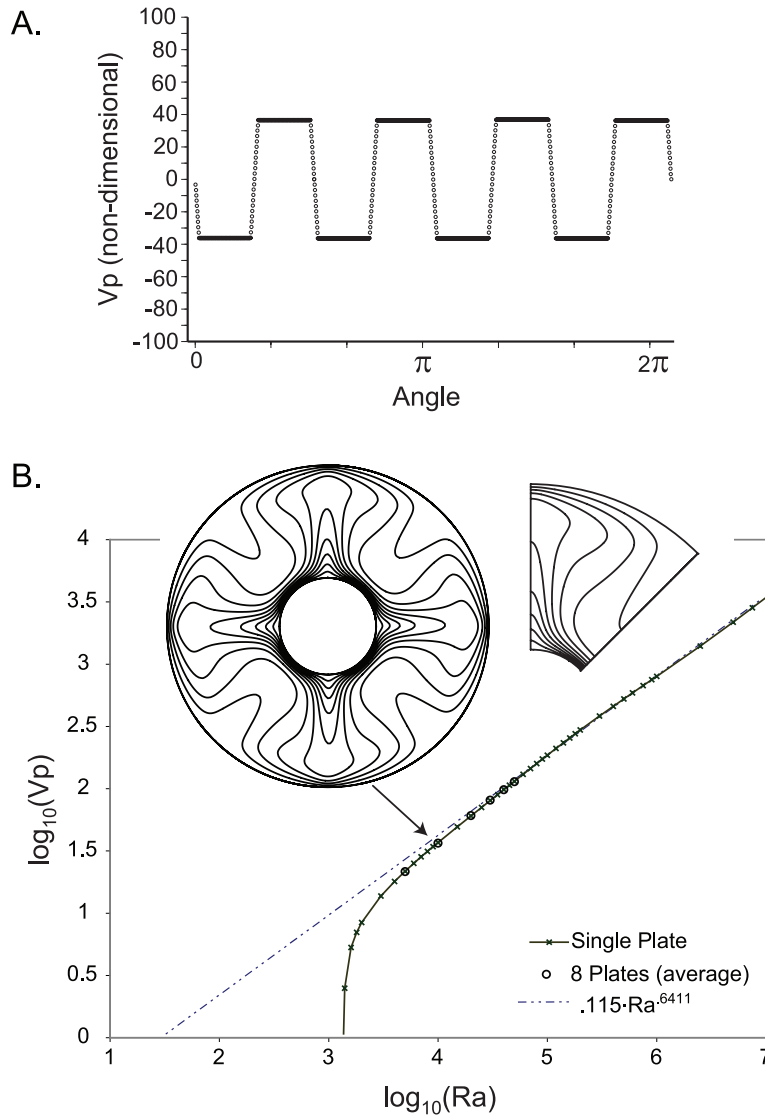 A.
Vp (non-dimensional)
100
80
60
40
20
0
-20
-40
-60
-80
-100
0
π
2π
Angle
B.
log10(Vp)
4
3.5
3
2.5
2
1.5
1
0.5
0
Single Plate
8 Plates (average)
.115·Ra^.6411
1
2
3
4
5
6
7
log10(Ra)